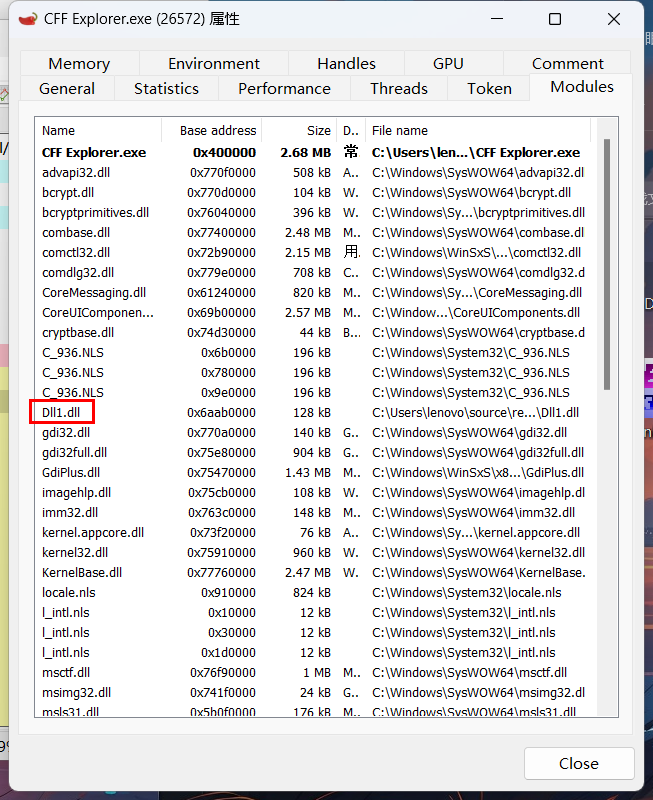 CFF Explorer.exe (26572) 属性
Memory Environment Handles GPU Comment
General Statistics Performance Threads Token Modules
Name Base address Size D.. File name
CFF Explorer.exe 0x400000 2.68 MB 常 C:\Users\len...\CFF Explorer.exe
advapi32.dll 0x770f0000 508 kB A.. C:\Windows\SysWOW64\advapi32.dl
bcrypt.dll 0x770d0000 104 kB W. C:\Windows\SysWOW64\bcrypt.dll
bcryptprimitives.dll 0x76040000 396 kB W. C:\Windows\Sy...\bcryptprimitives.dll
combase.dll 0x77400000 2.48 MB M.. C:\Windows\SysWOW64\combase.dl
comctl32.dll 0x72b90000 2.15 MB 用. C:\Windows\WinSxS\...\comctl32.dll
comdlg32.dll 0x779e0000 708 kB C.. C:\Windows\SysWOW64\comdlg32.d
CoreMessaging.dll 0x61240000 820 kB M.. C:\Windows\Sy...\CoreMessaging.dll
CoreUIComponen... 0x69b00000 2.57 MB M.. C:\Window...\CoreUIComponents.dll
cryptbase.dll 0x74d30000 44 kB B.. C:\Windows\SysWOW64\cryptbase.d
C_936.NLS 0x6b0000 196 kB C:\Windows\System32\C_936.NLS
C_936.NLS 0x780000 196 kB C:\Windows\System32\C_936.NLS
C_936.NLS 0x9e0000 196 kB C:\Windows\System32\C_936.NLS
Dll1.dll 0x6aab0000 128 kB C:\Users\lenovo\source\re...\Dll1.dll
gdi32.dll 0x770a0000 140 kB G.. C:\Windows\SysWOW64\gdi32.dll
gdi32full.dll 0x75e80000 904 kB G.. C:\Windows\SysWOW64\gdi32full.dll
GdiPlus.dll 0x75470000 1.43 MB M.. C:\Windows\WinSxS\x8...\GdiPlus.dll
imagehlp.dll 0x75cb0000 108 kB W. C:\Windows\SysWOW64\imagehlp.dl
imm32.dll 0x763c0000 148 kB M.. C:\Windows\SysWOW64\imm32.dll
kernel.appcore.dll 0x73f20000 76 kB A.. C:\Windows\Sy...\kernel.appcore.dll
kernel32.dll 0x75910000 960 kB W. C:\Windows\SysWOW64\kernel32.dll
KernelBase.dll 0x77760000 2.47 MB W. C:\Windows\SysWOW64\KernelBase.
locale.nls 0x910000 824 kB C:\Windows\System32\locale.nls
l_intl.nls 0x10000 12 kB C:\Windows\System32\l_intl.nls
l_intl.nls 0x30000 12 kB C:\Windows\System32\l_intl.nls
l_intl.nls 0x1d0000 12 kB C:\Windows\System32\l_intl.nls
msctf.dll 0x76f90000 1 MB M.. C:\Windows\SysWOW64\msctf.dll
msimg32.dll 0x741f0000 24 kB G.. C:\Windows\SysWOW64\msimg32.dl
msls31.dll 0x5b0f0000 176 kB M.. C:\Windows\SysWOW64\msls31.dll
Close